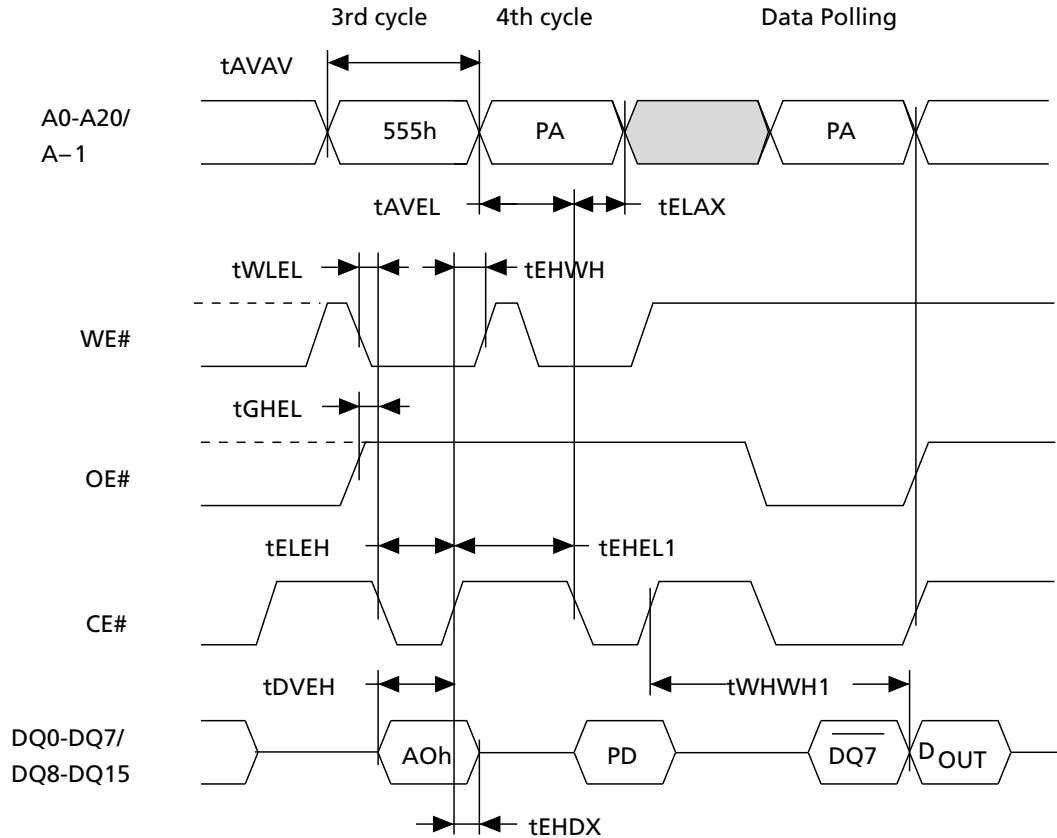 3rd cycle 4th cycle Data Polling
tAVAV
A0-A20/
A–1
555h PA PA
tAVEL tELAX
tWLEL tEHWH
WE#
tGHEL
OE#
tELEH tEHEL1
CE#
tDVEH tWHWH1
DQ0-DQ7/
DQ8-DQ15
AOh PD DQ7 DOUT
tEHDX